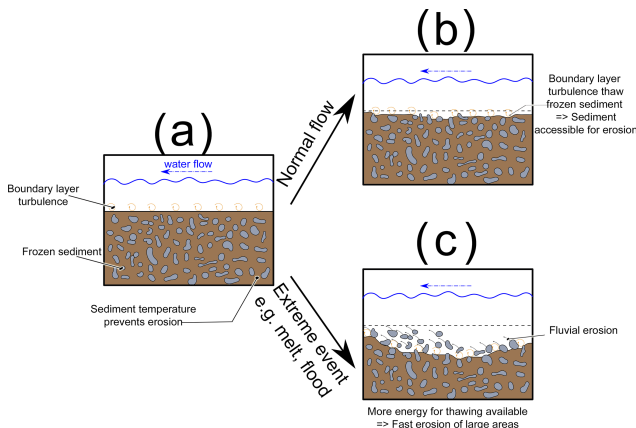 (a)
water flow
Boundary layer
turbulence
Frozen sediment
Sediment temperature
prevents erosion
Normal flow
Extreme event
e.g. melt, flood
(b)
Boundary layer
turbulence thaw
frozen sediment
=> Sediment
accessible for erosion
(c)
Fluvial erosion
More energy for thawing available
=> Fast erosion of large areas